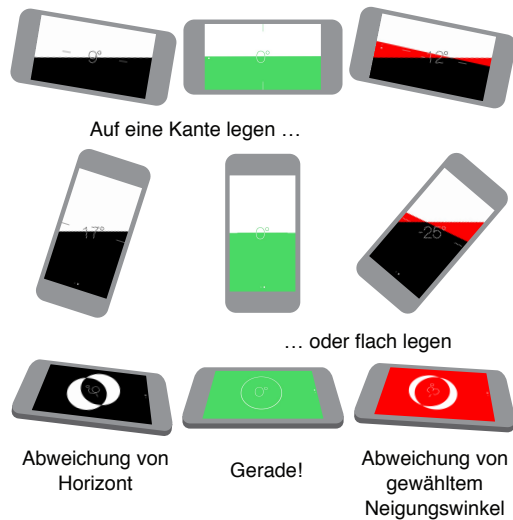 9° 0° -12°
Auf eine Kante legen …
17° 0° -25°
… oder flach legen
0°
Abweichung von
Horizont
Gerade!
Abweichung von
gewähltem
Neigungswinkel